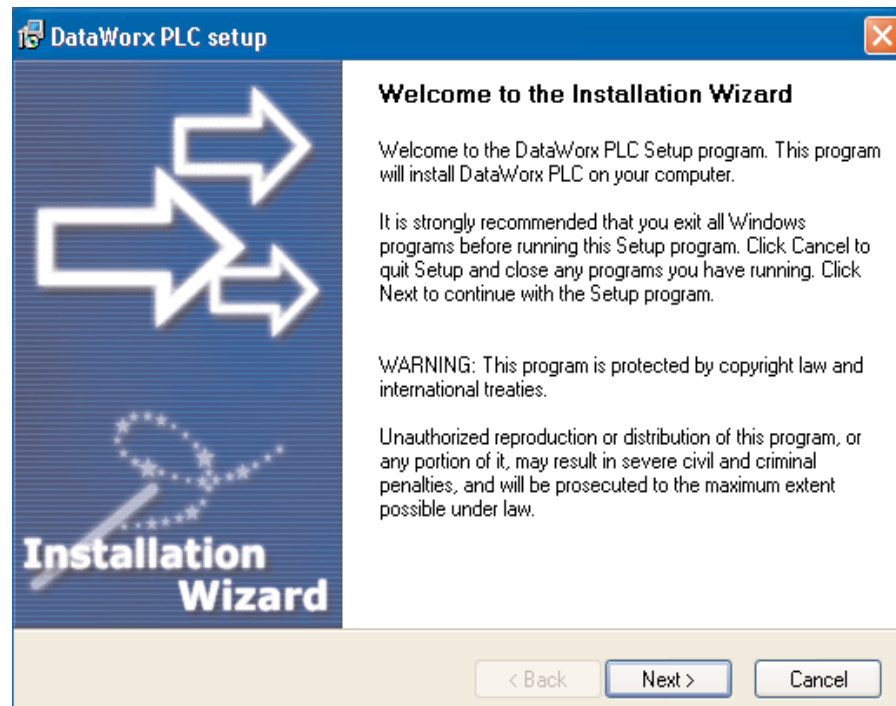 DataWorx PLC setup
Welcome to the Installation Wizard
Welcome to the DataWorx PLC Setup program. This program
will install DataWorx PLC on your computer.
It is strongly recommended that you exit all Windows
programs before running this Setup program. Click Cancel to
quit Setup and close any programs you have running. Click
Next to continue with the Setup program.
WARNING: This program is protected by copyright law and
international treaties.
Unauthorized reproduction or distribution of this program, or
any portion of it, may result in severe civil and criminal
penalties, and will be prosecuted to the maximum extent
possible under law.
Installation
Wizard
< Back
Next >
Cancel